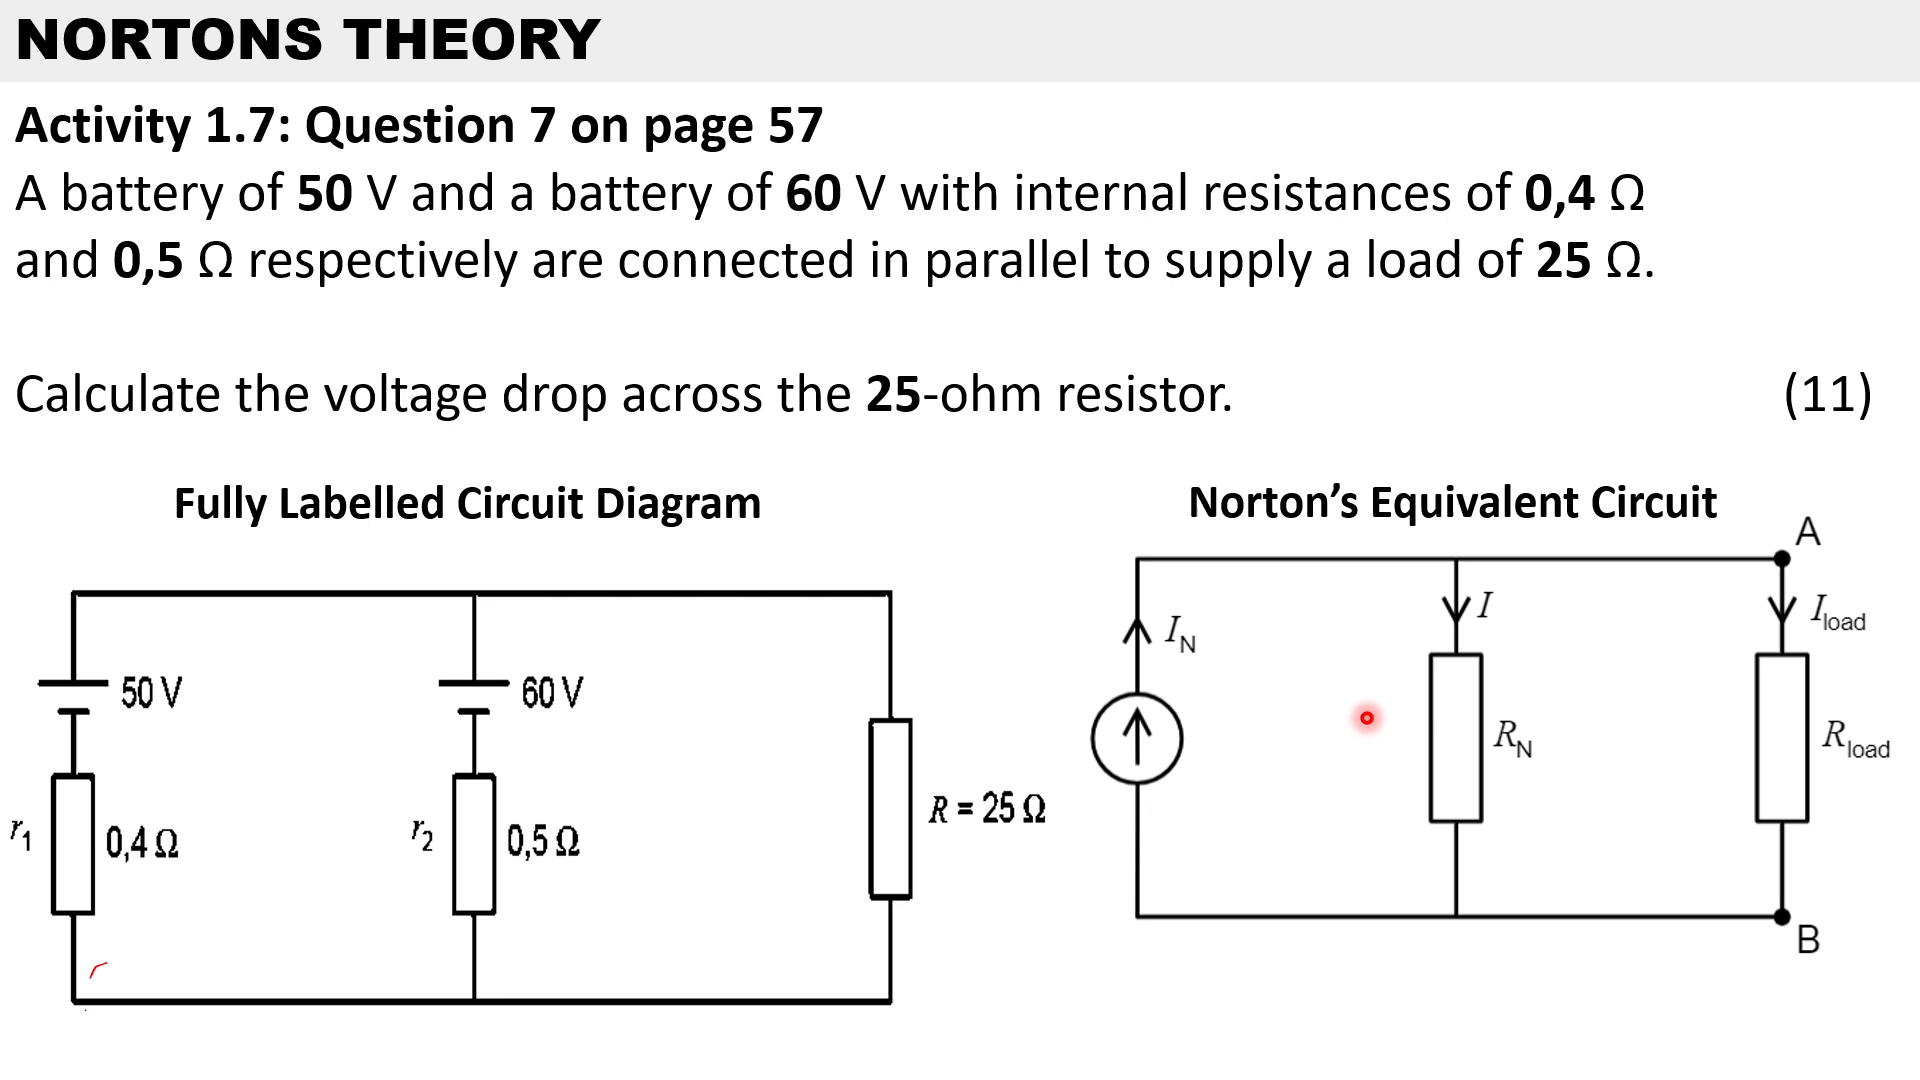 NORTONS THEORY
Activity 1.7: Question 7 on page 57
A battery of 50 V and a battery of 60 V with internal resistances of 0,4 Ω
and 0,5 Ω respectively are connected in parallel to supply a load of 25 Ω.
Calculate the voltage drop across the 25-ohm resistor. (11)
Fully Labelled Circuit Diagram
50 V
60 V
r1
0,4 Ω
r2
0,5 Ω
R = 25 Ω
Norton’s Equivalent Circuit
A
IN
I
Iload
RN
Rload
B